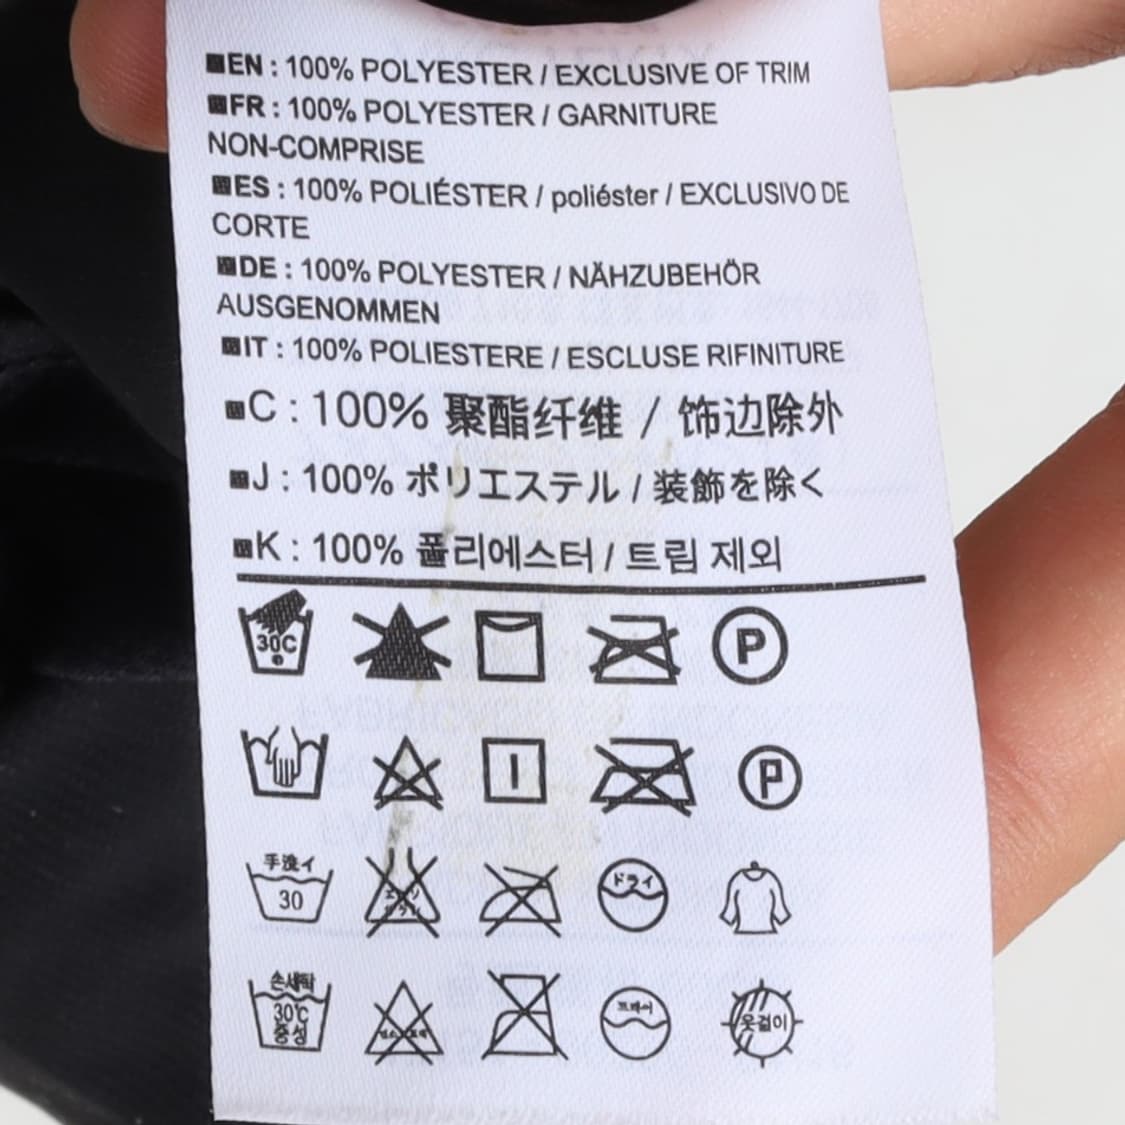 EN : 100% POLYESTER / EXCLUSIVE OF TRIM
FR : 100% POLYESTER / GARNITURE
NON-COMPRISE
ES : 100% POLIÉSTER / poliéster / EXCLUSIVO DE
CORTE
DE : 100% POLYESTER / NÄHZUBEHÖR
AUSGENOMMEN
IT : 100% POLIESTERE / ESCLUSE RIFINITURE
C : 100% 聚酯纤维 / 饰边除外
J : 100% ポリエステル / 装飾を除く
K : 100% 폴리에스터 / 트림 제외
30C
P
P
手洗イ
30
ドライ
손세탁
30℃
중성
드라이
옷걸이